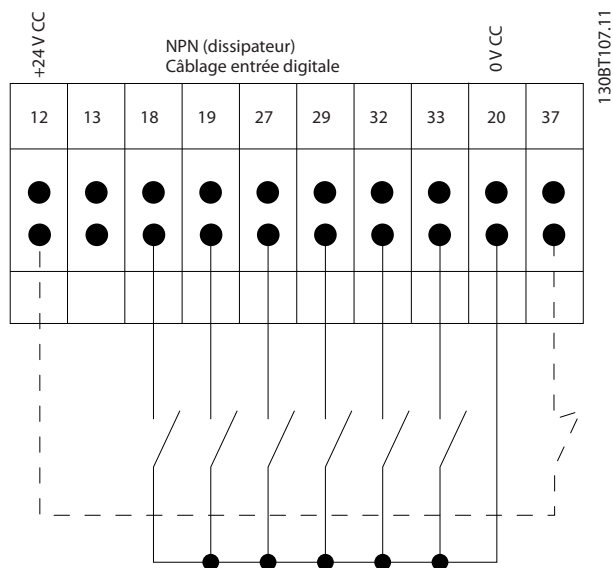 +24 V CC
NPN (dissipateur)
Câblage entrée digitale
0 V CC
130BT107.11
12 13 18 19 27 29 32 33 20 37